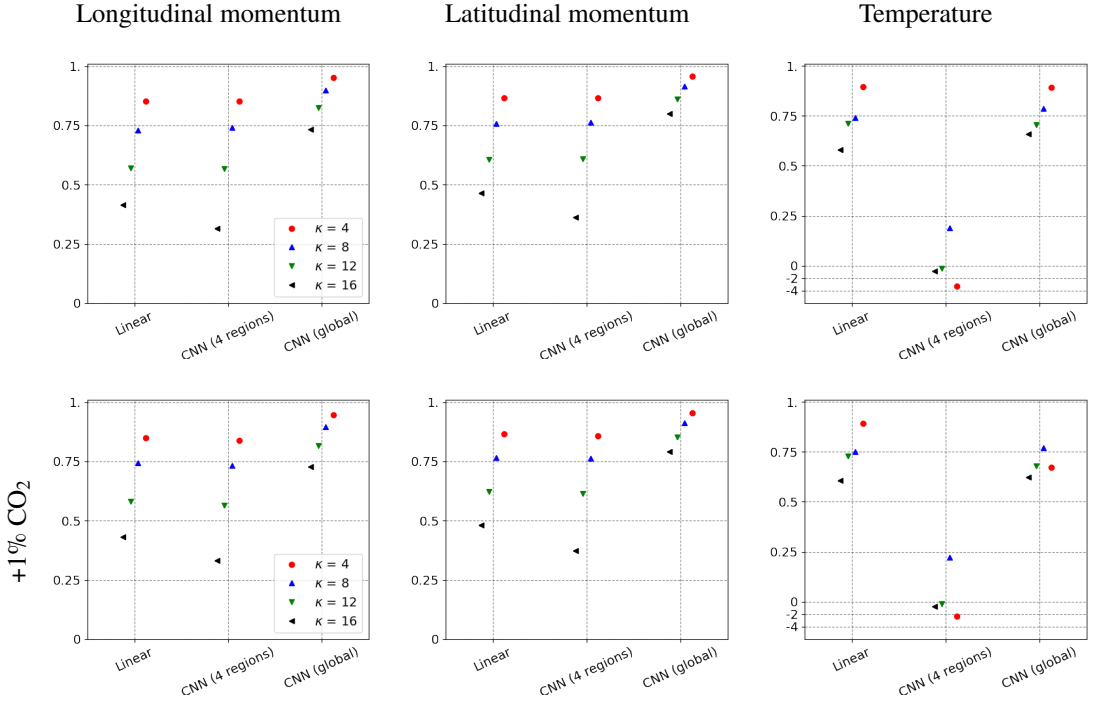 Longitudinal momentum
Latitudinal momentum
Temperature
1.
0.75
0.5
0.25
0
κ = 4
κ = 8
κ = 12
κ = 16
Linear
CNN (4 regions)
CNN (global)
1.
0.75
0.5
0.25
0
Linear
CNN (4 regions)
CNN (global)
1.
0.75
0.5
0.25
0
-2
-4
Linear
CNN (4 regions)
CNN (global)
+1% CO₂
1.
0.75
0.5
0.25
0
κ = 4
κ = 8
κ = 12
κ = 16
Linear
CNN (4 regions)
CNN (global)
1.
0.75
0.5
0.25
0
Linear
CNN (4 regions)
CNN (global)
1.
0.75
0.5
0.25
0
-2
-4
Linear
CNN (4 regions)
CNN (global)